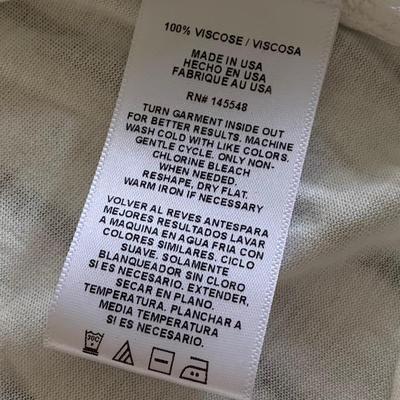 100% VISCOSE / VISCOSA
MADE IN USA
HECHO EN USA
FABRIQUE AU USA
RN# 145548
TURN GARMENT INSIDE OUT
FOR BETTER RESULTS. MACHINE
WASH COLD WITH LIKE COLORS.
GENTLE CYCLE. ONLY NON-
CHLORINE BLEACH
WHEN NEEDED.
RESHAPE, DRY FLAT.
WARM IRON IF NECESSARY
VOLVER AL REVES ANTESPARA
MEJORES RESULTADOS LAVAR
A MAQUINA EN AGUA FRIA CON
COLORES SIMILARES. CICLO
SUAVE. SOLAMENTE
BLANQUEADOR SIN CLORO
SI ES NECESARIO. EXTENDER
SECAR EN PLANO.
TEMPERATURA. PLANCHAR A
MEDIA TEMPERATURA
SI ES NECESARIO.
30C